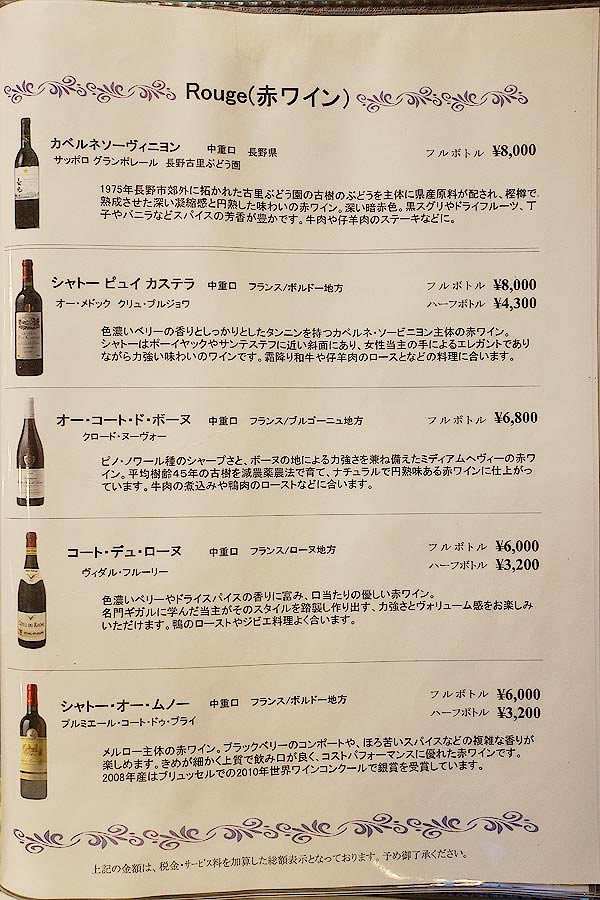 Rouge(赤ワイン)
カベルネソーヴィニヨン 中重口 長野県 フルボトル ¥8,000
サッポロ グランポレール 長野古里ぶどう園
1975年長野市郊外に拓かれた古里ぶどう園の古樹のぶどうを主体に県産原料が配され、樫樽で
熟成させた深い凝縮感と円熟した味わいの赤ワイン。深い暗赤色。黒スグリやドライフルーツ、丁
子やバニラなどスパイスの芳香が豊かです。牛肉や仔羊肉のステーキなどに。
シャトー ピュイ カステラ 中重口 フランス/ボルドー地方 フルボトル ¥8,000
オー・メドック クリュ・ブルジョワ ハーフボトル ¥4,300
色濃いベリーの香りとしっかりとしたタンニンを持つカベルネ・ソービニヨン主体の赤ワイン。
シャトーはポーイヤックやサンテステフに近い斜面にあり、女性当主の手によるエレガントであり
ながら力強い味わいのワインです。霜降り和牛や仔羊肉のロースとなどの料理に合います。
オー・コート・ド・ボーヌ 中重口 フランス/ブルゴーニュ地方 フルボトル ¥6,800
クロード・ヌーヴォー
ピノ・ノワール種のシャープさと、ボーヌの地による力強さを兼ね備えたミディアムヘヴィーの赤ワ
イン。平均樹齢45年の古樹を減農薬農法で育て、ナチュラルで円熟味ある赤ワインに仕上がっ
ています。牛肉の煮込みや鴨肉のローストなどに合います。
コート・デュ・ローヌ 中重口 フランス/ローヌ地方 フルボトル ¥6,000
ヴィダル・フルーリー ハーフボトル ¥3,200
色濃いベリーやドライスパイスの香りに富み、口当たりの優しい赤ワイン。
名門ギガルに学んだ当主がそのスタイルを踏襲し作り出す、力強さとヴォリューム感をお楽しみ
いただけます。鴨のローストやジビエ料理よく合います。
シャトー・オー・ムノー 中重口 フランス/ボルドー地方 フルボトル ¥6,000
プルミエール・コート・ドゥ・ブライ ハーフボトル ¥3,200
メルロー主体の赤ワイン。ブラックベリーのコンポートや、ほろ苦いスパイスなどの複雑な香りが
楽しめます。きめが細かく上質で飲み口が良く、コストパフォーマンスに優れた赤ワインです。
2008年産はブリュッセルでの2010年世界ワインコンクールで銀賞を受賞しています。
上記の金額は、税金・サービス料を加算した総額表示となっております。予め御了承ください。